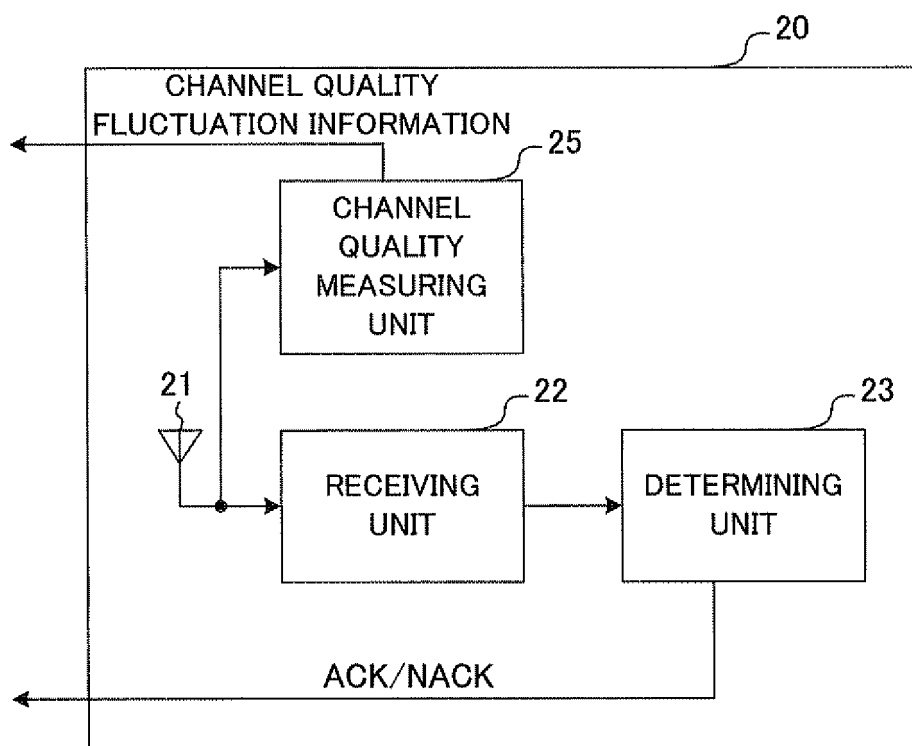 20
CHANNEL QUALITY
FLUCTUATION INFORMATION
25
CHANNEL
QUALITY
MEASURING
UNIT
21
22
23
RECEIVING
UNIT
DETERMINING
UNIT
ACK/NACK